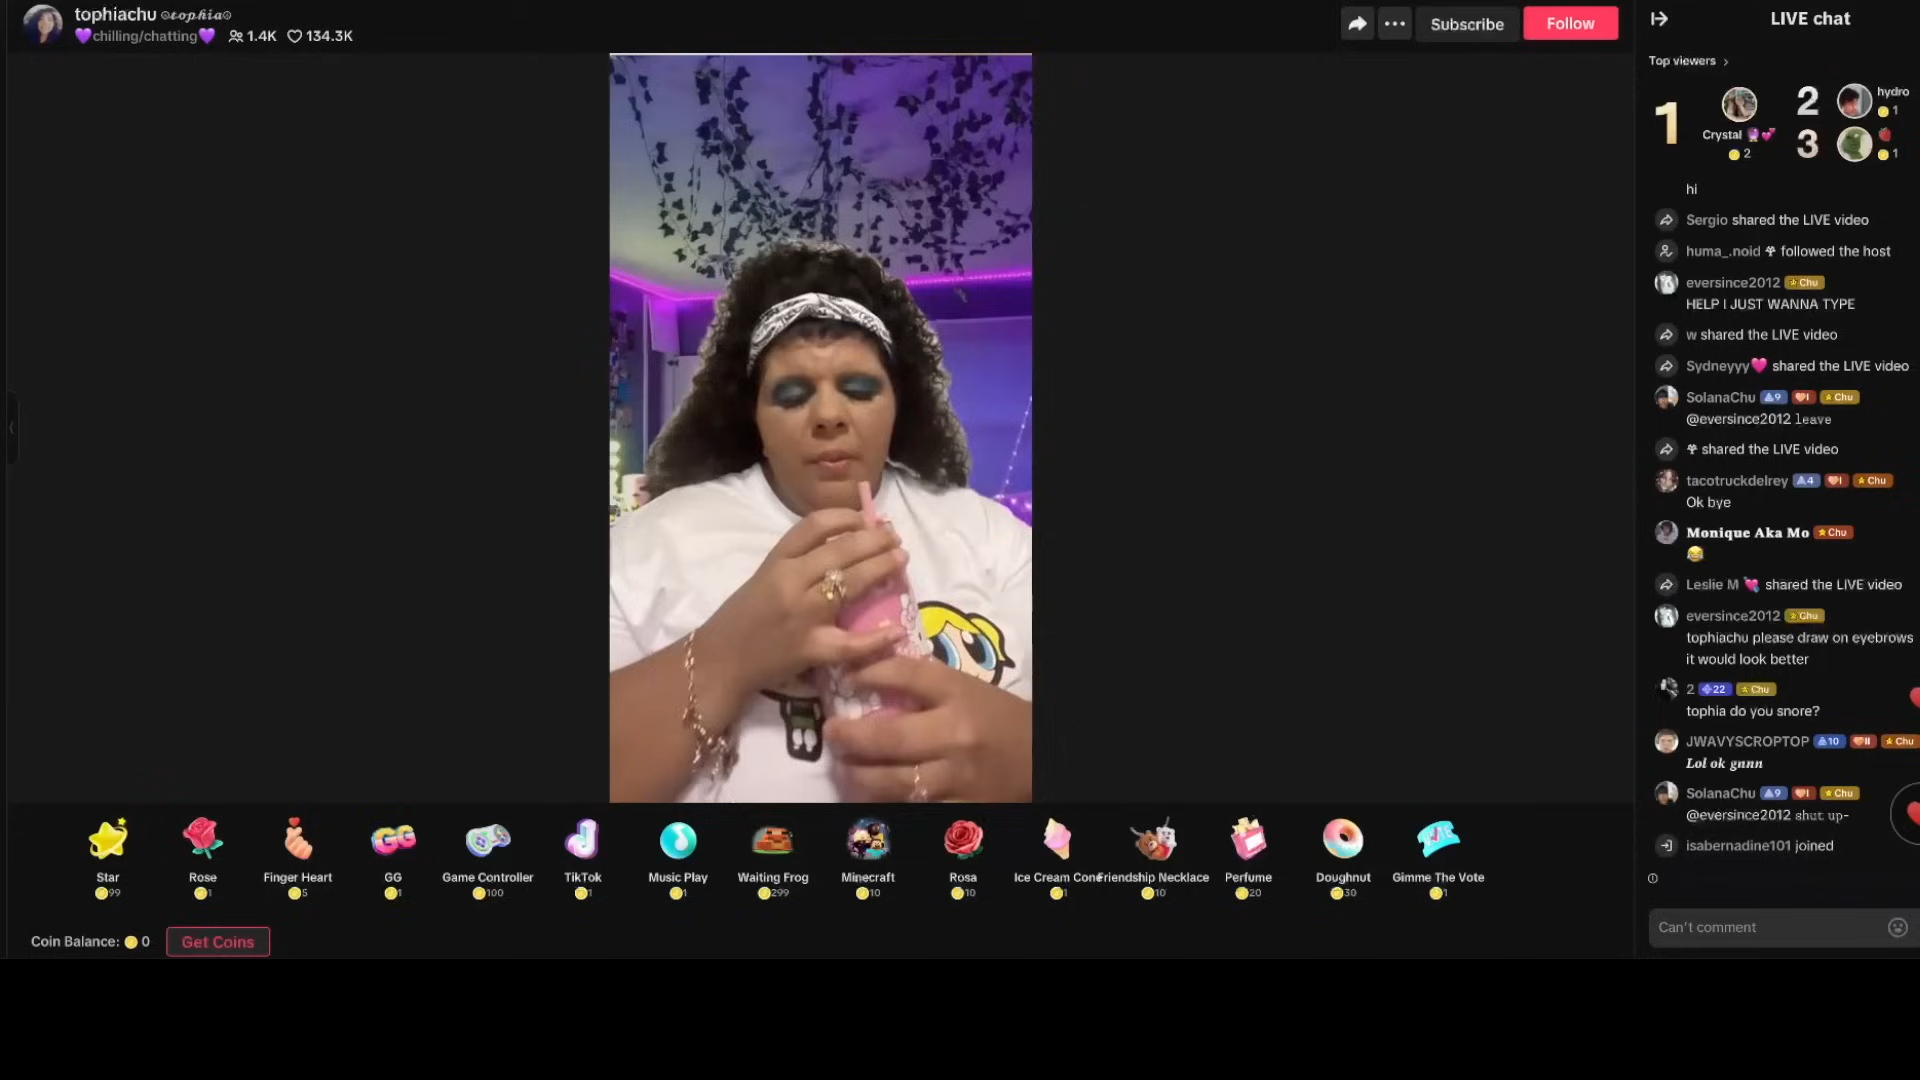 tophiachu ☺𝓽𝓸𝓹𝓱𝓲𝓪☺
💜chilling/chatting💜 1.4K 134.3K
Subscribe
Follow
LIVE chat
Top viewers >
1
Crystal 🔮💕
2
2
hydro
1
3
🍓
1
hi
Sergio shared the LIVE video
huma_.noid ✞ followed the host
eversince2012 Chu
HELP I JUST WANNA TYPE
w shared the LIVE video
Sydneyyy💗 shared the LIVE video
SolanaChu 9 I Chu
@eversince2012 leave
✞ shared the LIVE video
tacotruckdelrey 4 I Chu
Ok bye
𝐌𝐨𝐧𝐢𝐪𝐮𝐞 𝐀𝐤𝐚 𝐌𝐨 Chu
😂
Leslie M 💘 shared the LIVE video
eversince2012 Chu
tophiachu please draw on eyebrows
it would look better
2 22 Chu
tophia do you snore?
JWAVYSCROPTOP 10 II Chu
𝑳𝒐𝒍 𝒐𝒌 𝒈𝒏𝒏𝒏
SolanaChu 9 I Chu
@eversince2012 shut up-
isabernadine101 joined
Can't comment
GG
Star
99
Rose
1
Finger Heart
5
GG
1
Game Controller
100
TikTok
1
Music Play
1
Waiting Frog
299
Minecraft
10
Rosa
10
Ice Cream Cone
1
Friendship Necklace
10
Perfume
20
Doughnut
30
Gimme The Vote
1
Coin Balance: 0
Get Coins